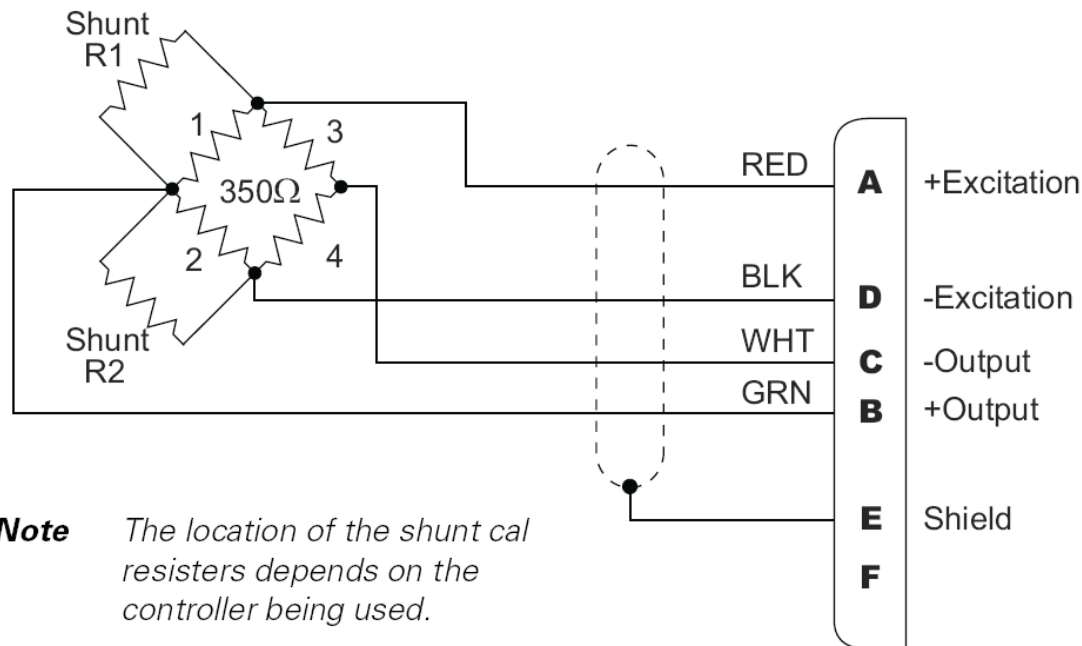 Shunt
R1
1
3
350Ω
2
4
Shunt
R2
RED
A
+Excitation
BLK
D
-Excitation
WHT
C
-Output
GRN
B
+Output
E
Shield
F
Note The location of the shunt cal
resisters depends on the
controller being used.